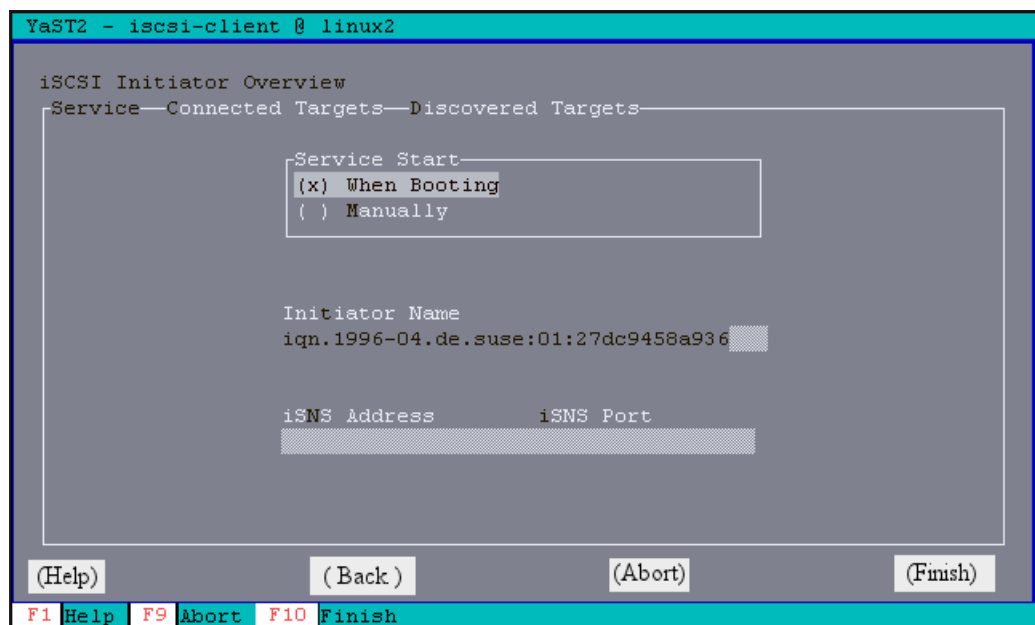 YaST2 - iscsi-client @ linux2
iSCSI Initiator Overview
Service Connected Targets Discovered Targets
Service Start
(x) When Booting
( ) Manually
Initiator Name
iqn.1996-04.de.suse:01:27dc9458a936
iSNS Address iSNS Port
(Help) ( Back ) (Abort) (Finish)
F1 Help F9 Abort F10 Finish